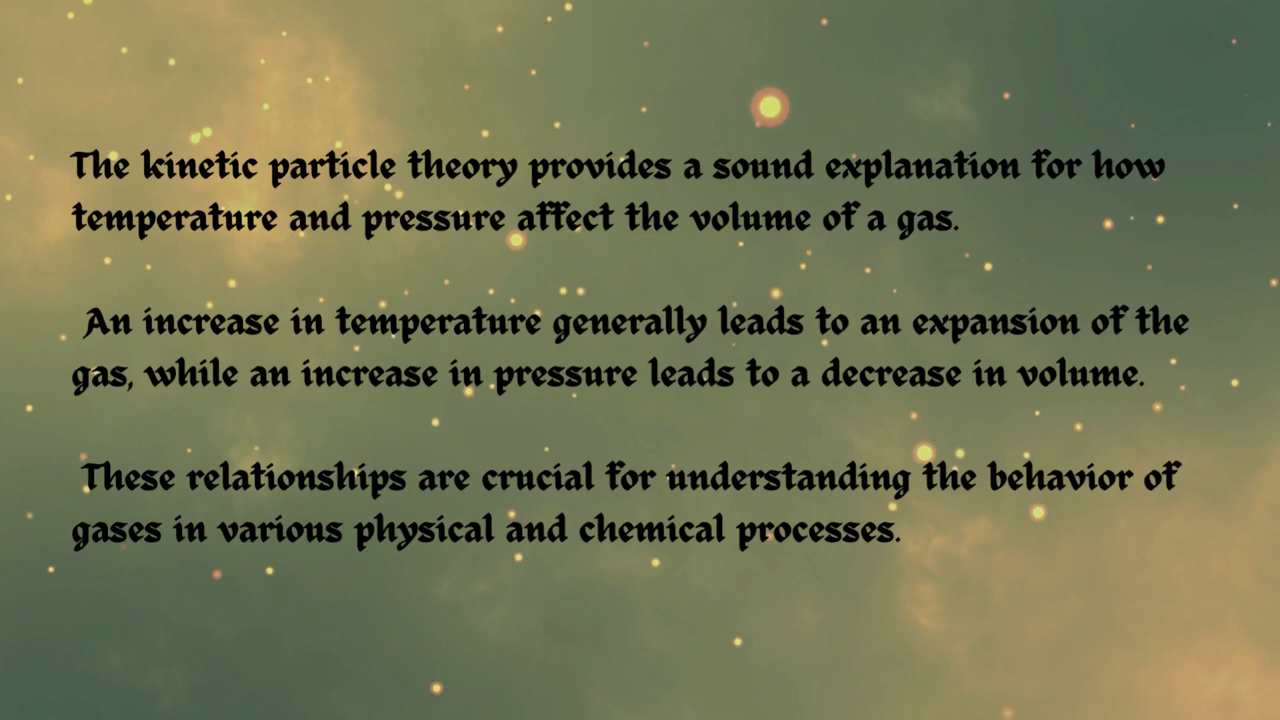 The kinetic particle theory provides a sound explanation for how
temperature and pressure affect the volume of a gas.
An increase in temperature generally leads to an expansion of the
gas, while an increase in pressure leads to a decrease in volume.
These relationships are crucial for understanding the behavior of
gases in various physical and chemical processes.